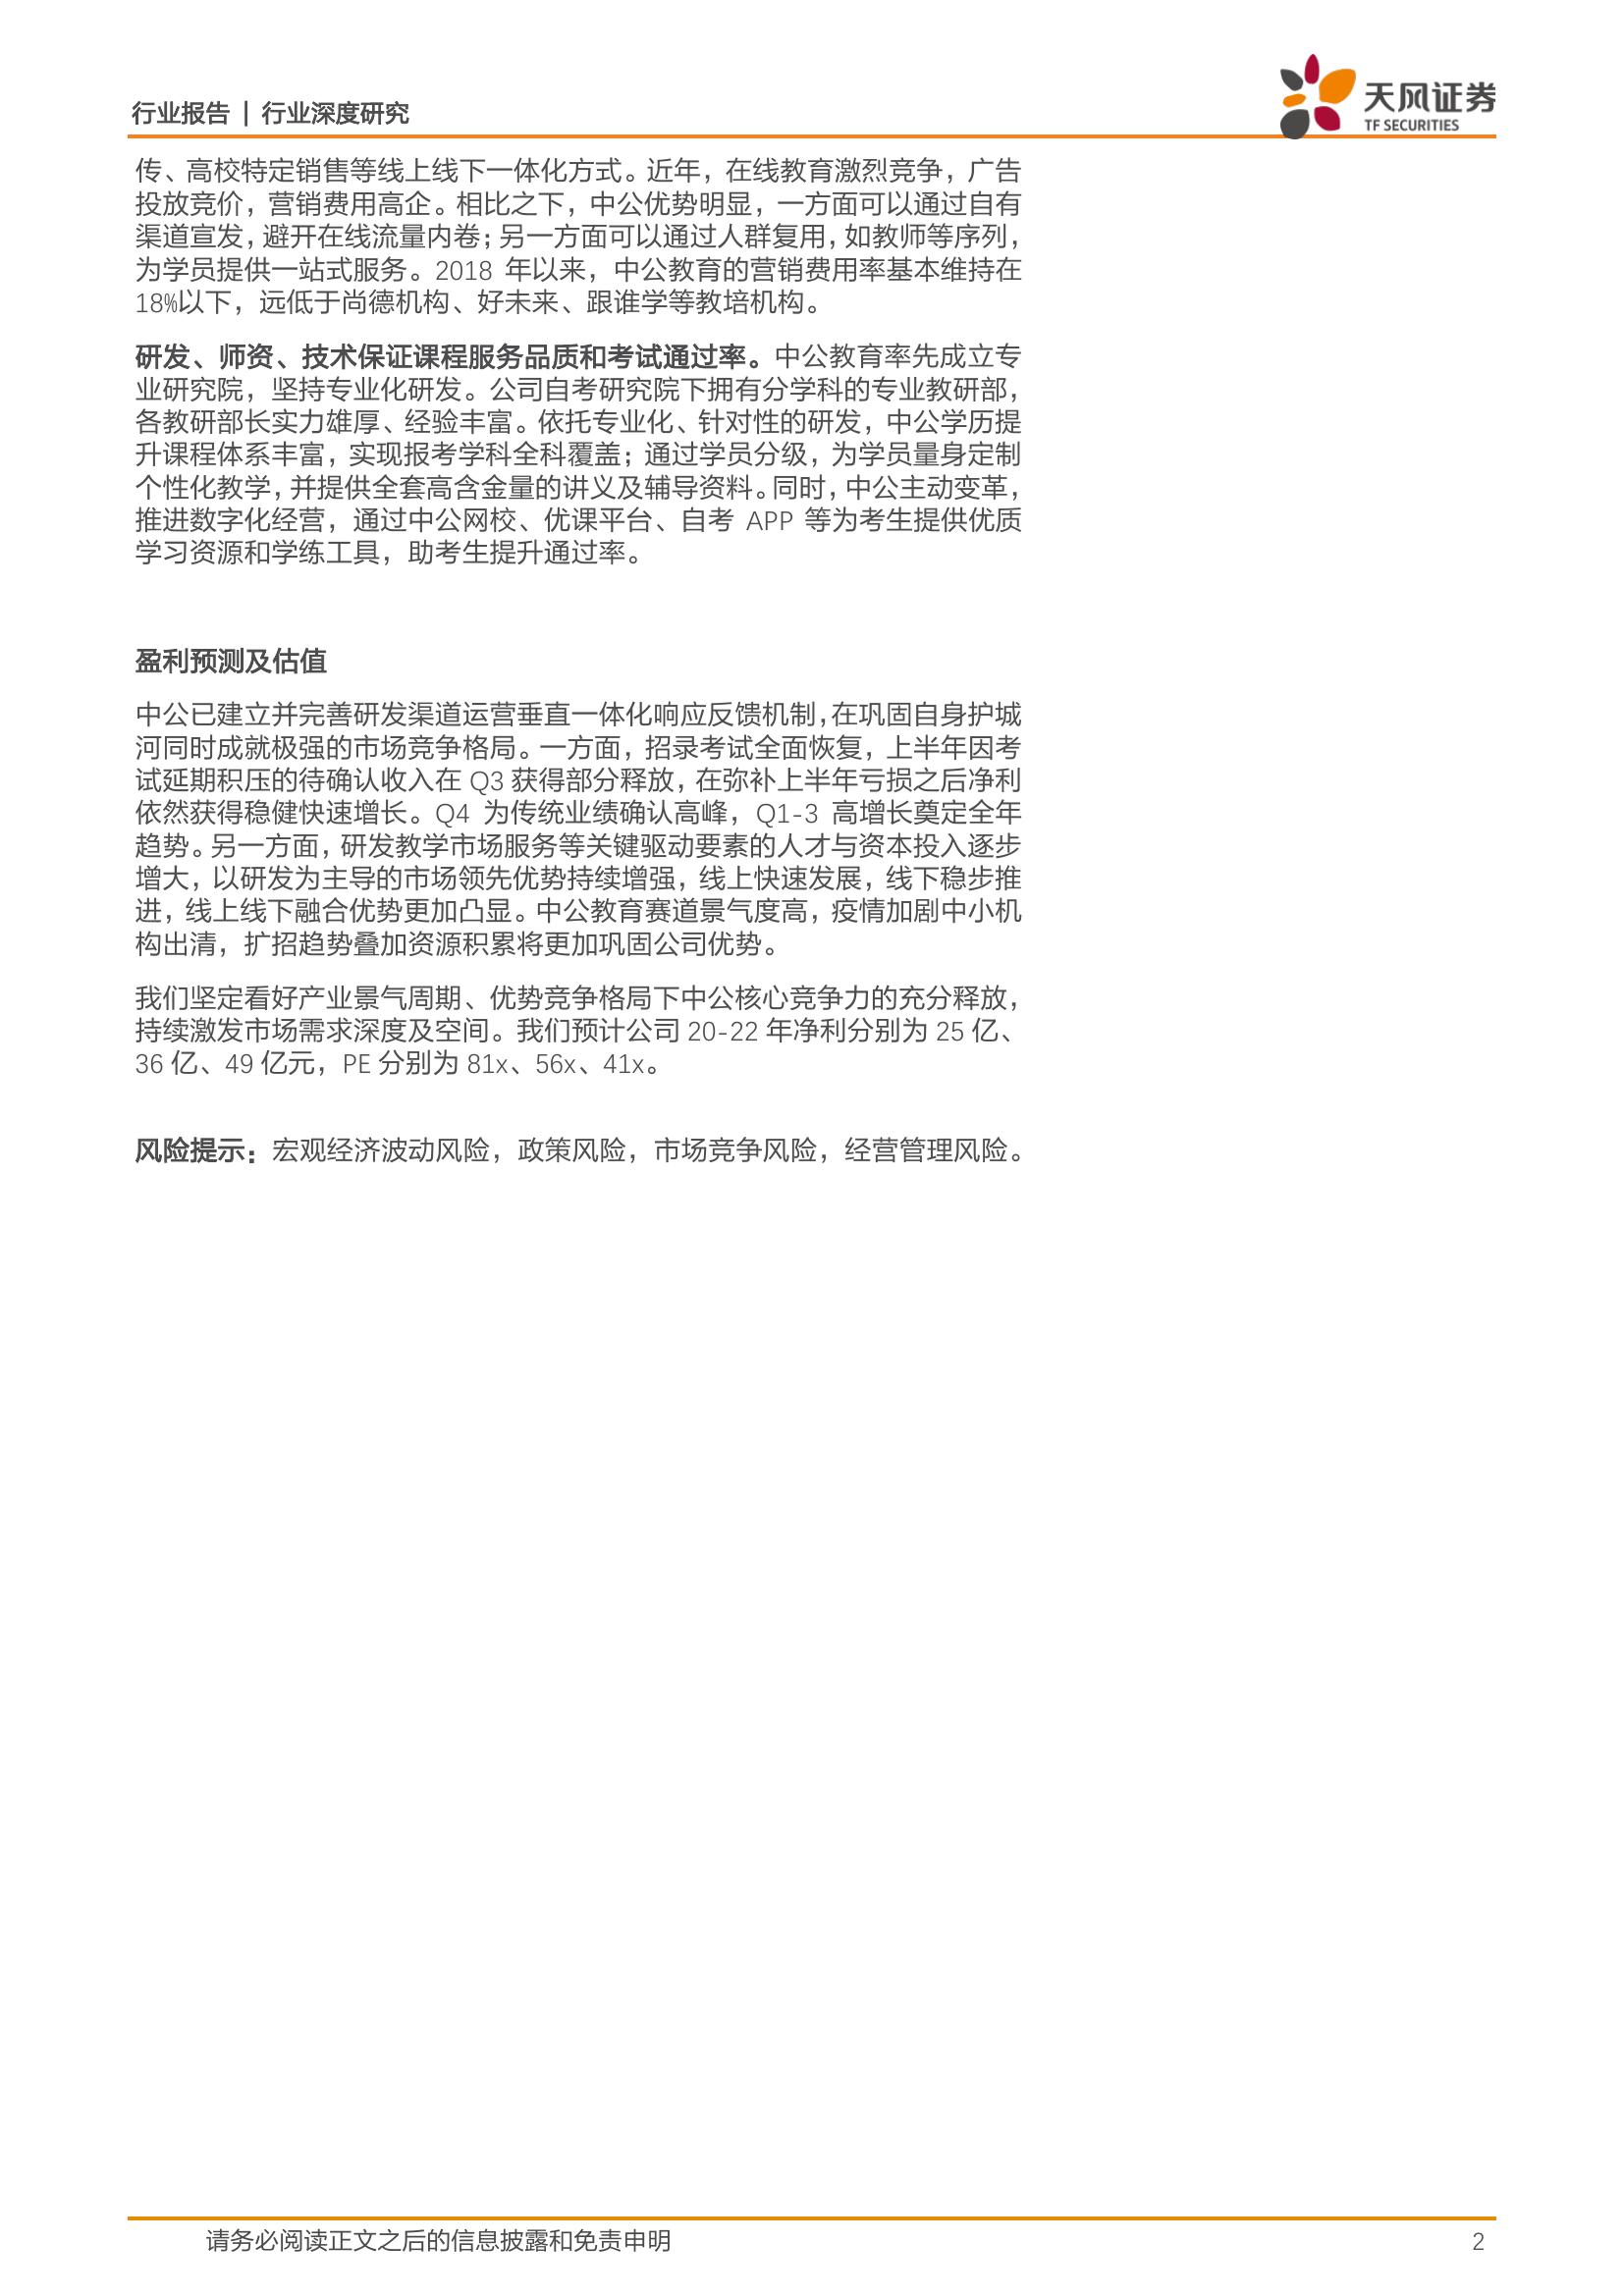 行业报告 | 行业深度研究
天风证券
TF SECURITIES
传、高校特定销售等线上线下一体化方式。近年，在线教育激烈竞争，广告
投放竞价，营销费用高企。相比之下，中公优势明显，一方面可以通过自有
渠道宣发，避开在线流量内卷；另一方面可以通过人群复用，如教师等序列，
为学员提供一站式服务。2018 年以来，中公教育的营销费用率基本维持在
18%以下，远低于尚德机构、好未来、跟谁学等教培机构。
研发、师资、技术保证课程服务品质和考试通过率。中公教育率先成立专
业研究院，坚持专业化研发。公司自考研究院下拥有分学科的专业教研部，
各教研部长实力雄厚、经验丰富。依托专业化、针对性的研发，中公学历提
升课程体系丰富，实现报考学科全科覆盖；通过学员分级，为学员量身定制
个性化教学，并提供全套高含金量的讲义及辅导资料。同时，中公主动变革，
推进数字化经营，通过中公网校、优课平台、自考 APP 等为考生提供优质
学习资源和学练工具，助考生提升通过率。
盈利预测及估值
中公已建立并完善研发渠道运营垂直一体化响应反馈机制，在巩固自身护城
河同时成就极强的市场竞争格局。一方面，招录考试全面恢复，上半年因考
试延期积压的待确认收入在 Q3 获得部分释放，在弥补上半年亏损之后净利
依然获得稳健快速增长。Q4 为传统业绩确认高峰，Q1-3 高增长奠定全年
趋势。另一方面，研发教学市场服务等关键驱动要素的人才与资本投入逐步
增大，以研发为主导的市场领先优势持续增强，线上快速发展，线下稳步推
进，线上线下融合优势更加凸显。中公教育赛道景气度高，疫情加剧中小机
构出清，扩招趋势叠加资源积累将更加巩固公司优势。
我们坚定看好产业景气周期、优势竞争格局下中公核心竞争力的充分释放，
持续激发市场需求深度及空间。我们预计公司 20-22 年净利分别为 25 亿、
36 亿、49 亿元，PE 分别为 81x、56x、41x。
风险提示：宏观经济波动风险，政策风险，市场竞争风险，经营管理风险。
请务必阅读正文之后的信息披露和免责申明
2